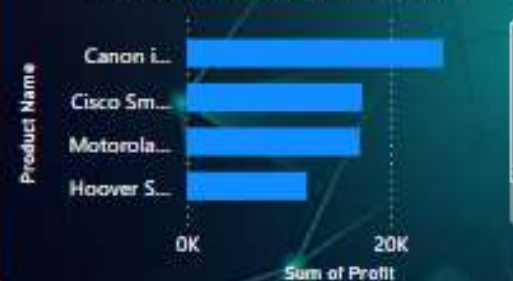 Product Name
Canon i...
Cisco Sm...
Motorola...
Hoover S...
0K
20K
Sum of Profit